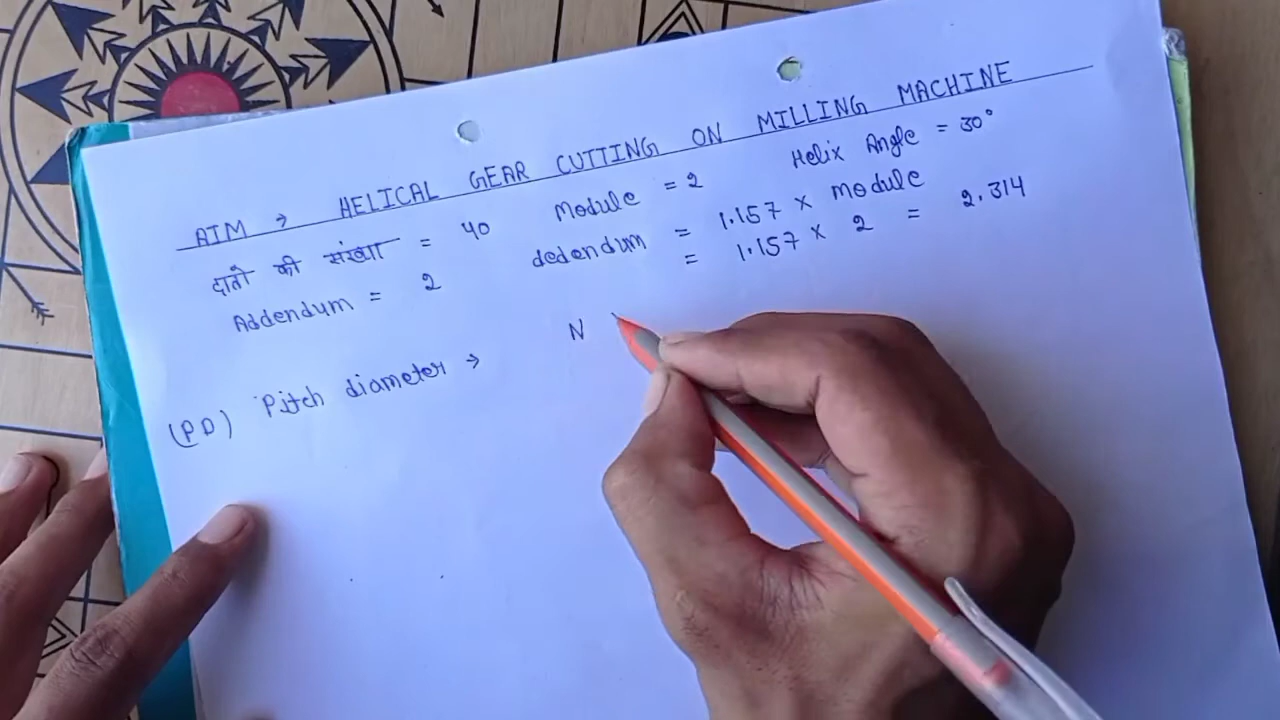 AIM → HELICAL GEAR CUTTING ON MILLING MACHINE
दातो की संख्या = 40 Module = 2 Helix Angle = 30°
Addendum = 2 dedendum = 1.157 × module
= 1.157 × 2 = 2.314
(PD) Pitch diameter → N